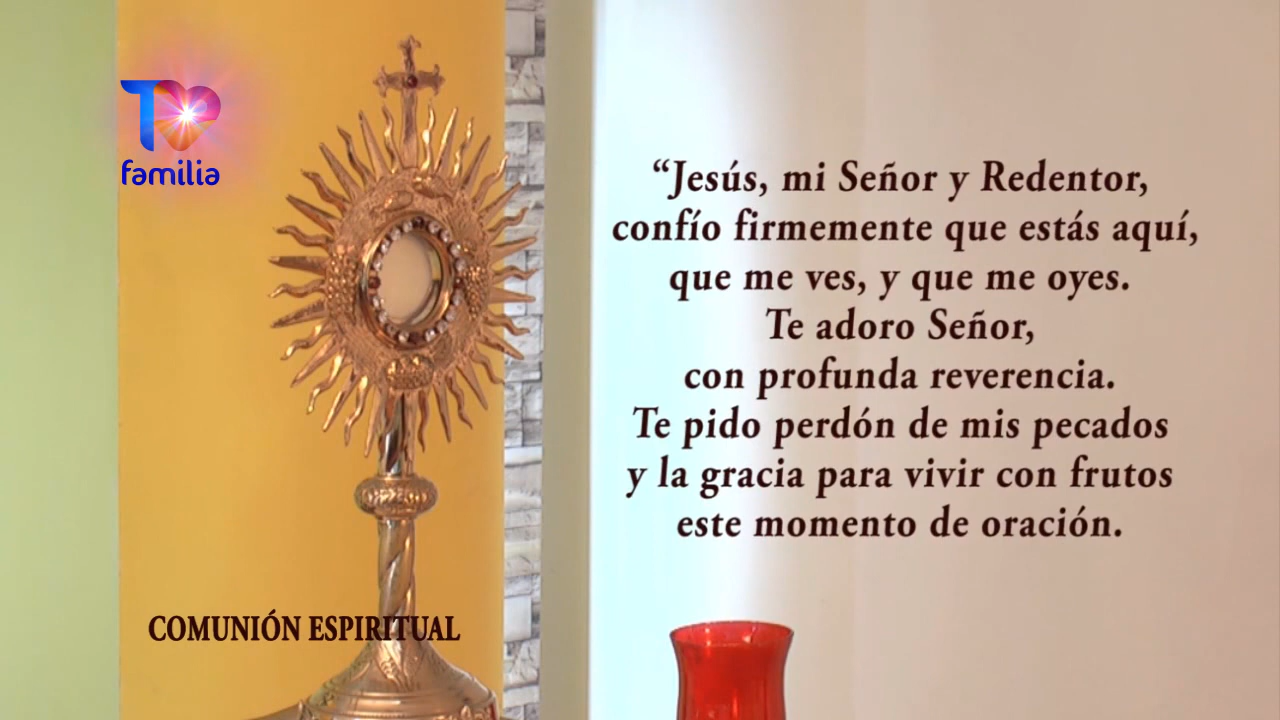 T
familia
“Jesús, mi Señor y Redentor,
confío firmemente que estás aquí,
que me ves, y que me oyes.
Te adoro Señor,
con profunda reverencia.
Te pido perdón de mis pecados
y la gracia para vivir con frutos
este momento de oración.
COMUNIÓN ESPIRITUAL